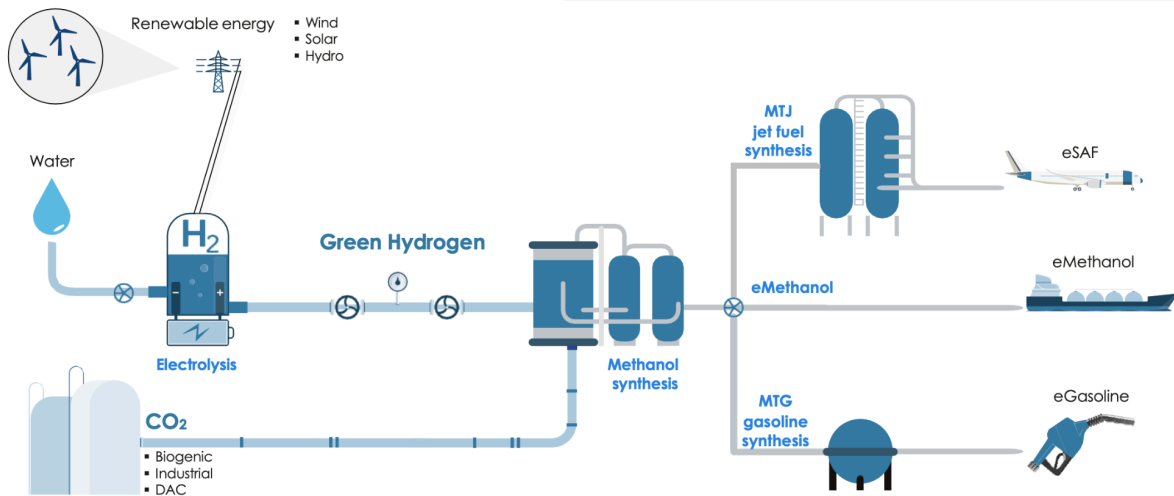 Renewable energy
▪ Wind
▪ Solar
▪ Hydro
Water
H2
- +
Electrolysis
Green Hydrogen
CO₂
▪ Biogenic
▪ Industrial
▪ DAC
Methanol
synthesis
eMethanol
MTJ
jet fuel
synthesis
eSAF
eMethanol
MTG
gasoline
synthesis
eGasoline